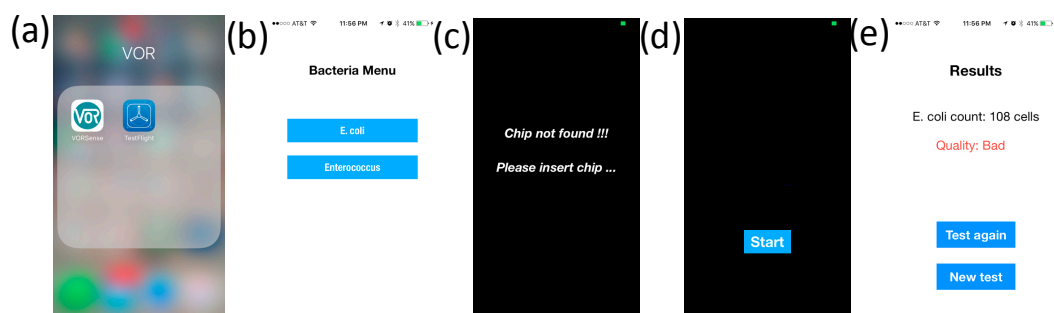 (a)
VOR
VOR
VORSense
TestFlight
(b)
●●○○○ AT&T 11:56 PM 41%
Bacteria Menu
E. coli
Enterococcus
(c)
Chip not found !!!
Please insert chip ...
(d)
Start
(e)
●●○○○ AT&T 11:56 PM 41%
Results
E. coli count: 108 cells
Quality: Bad
Test again
New test